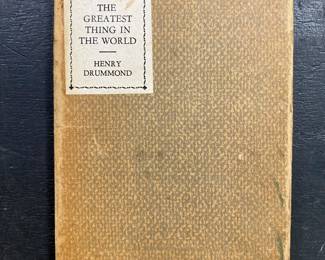 THE
GREATEST
THING IN
THE WORLD
HENRY
DRUMMOND